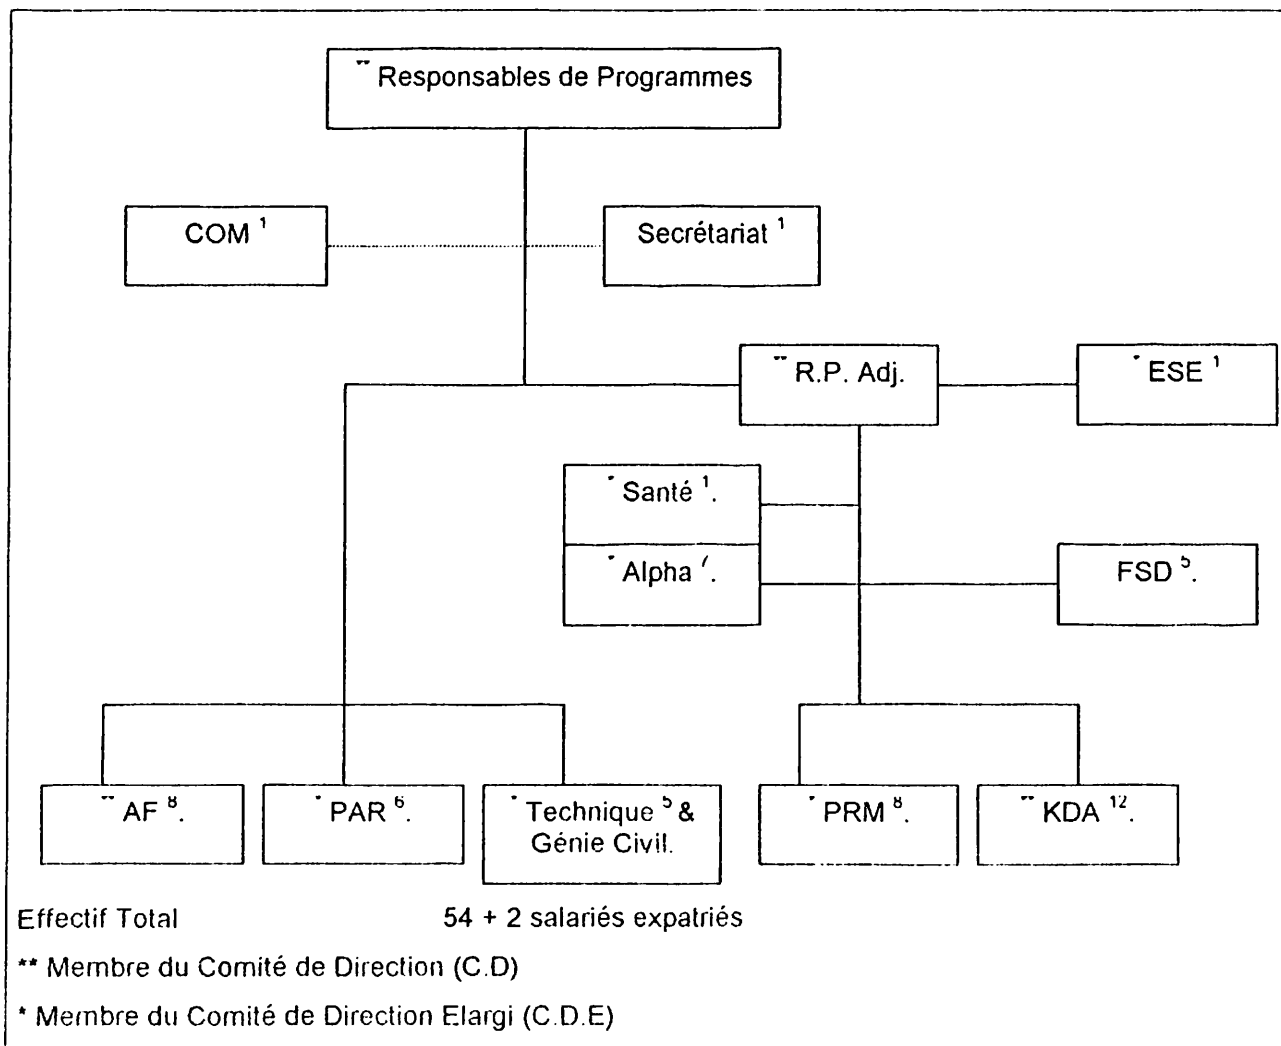 ** Responsables de Programmes
COM ¹
Secrétariat ¹
** R.P. Adj.
* ESE ¹
* Santé ¹.
* Alpha ⁷.
FSD ⁵.
** AF ⁸.
* PAR ⁶.
* Technique ⁵ &
Génie Civil.
* PRM ⁸.
** KDA ¹².
Effectif Total 54 + 2 salariés expatriés
** Membre du Comité de Direction (C.D)
* Membre du Comité de Direction Elargi (C.D.E)